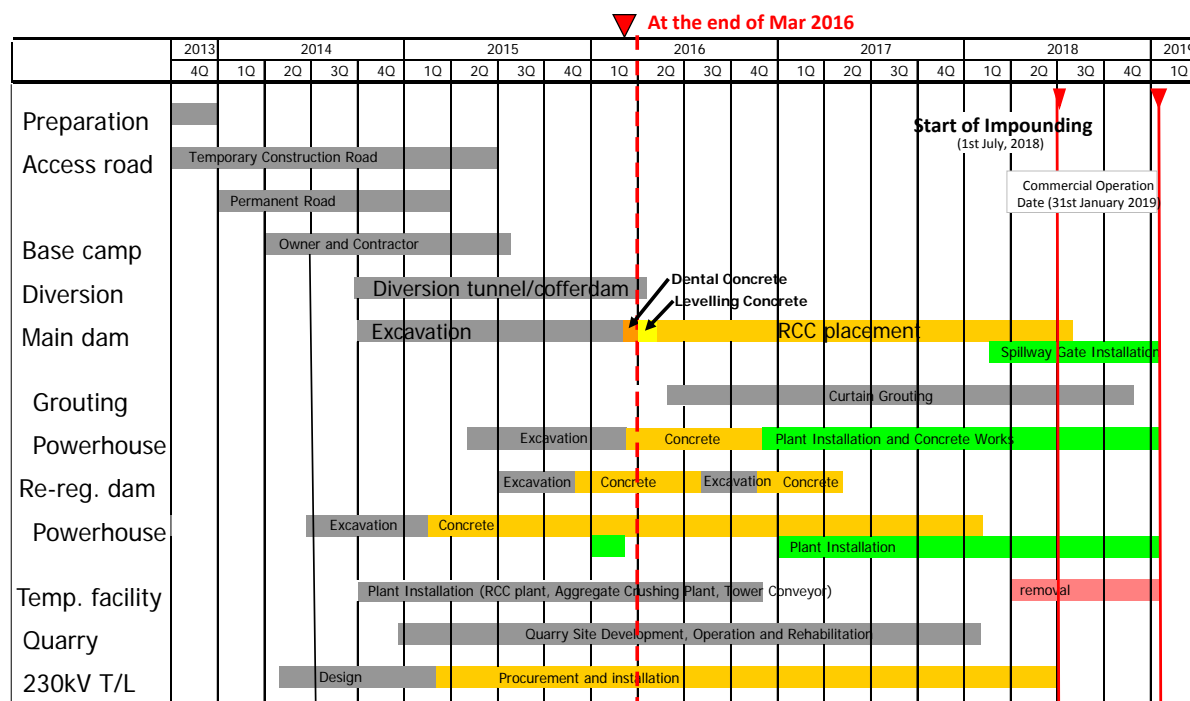 At the end of Mar 2016
2013 2014 2015 2016 2017 2018 2019
4Q 1Q 2Q 3Q 4Q 1Q 2Q 3Q 4Q 1Q 2Q 3Q 4Q 1Q 2Q 3Q 4Q 1Q 2Q 3Q 4Q 1Q
Preparation
Start of Impounding
(1st July, 2018)
Access road
Temporary Construction Road
Commercial Operation
Date (31st January 2019)
Permanent Road
Base camp
Owner and Contractor
Dental Concrete
Diversion
Diversion tunnel/cofferdam
Levelling Concrete
Main dam
Excavation
RCC placement
Spillway Gate Installation
Grouting
Curtain Grouting
Powerhouse
Excavation
Concrete
Plant Installation and Concrete Works
Re-reg. dam
Excavation
Concrete
Excavation
Concrete
Powerhouse
Excavation
Concrete
Plant Installation
Temp. facility
Plant Installation (RCC plant, Aggregate Crushing Plant, Tower Conveyor)
removal
Quarry
Quarry Site Development, Operation and Rehabilitation
230kV T/L
Design
Procurement and installation